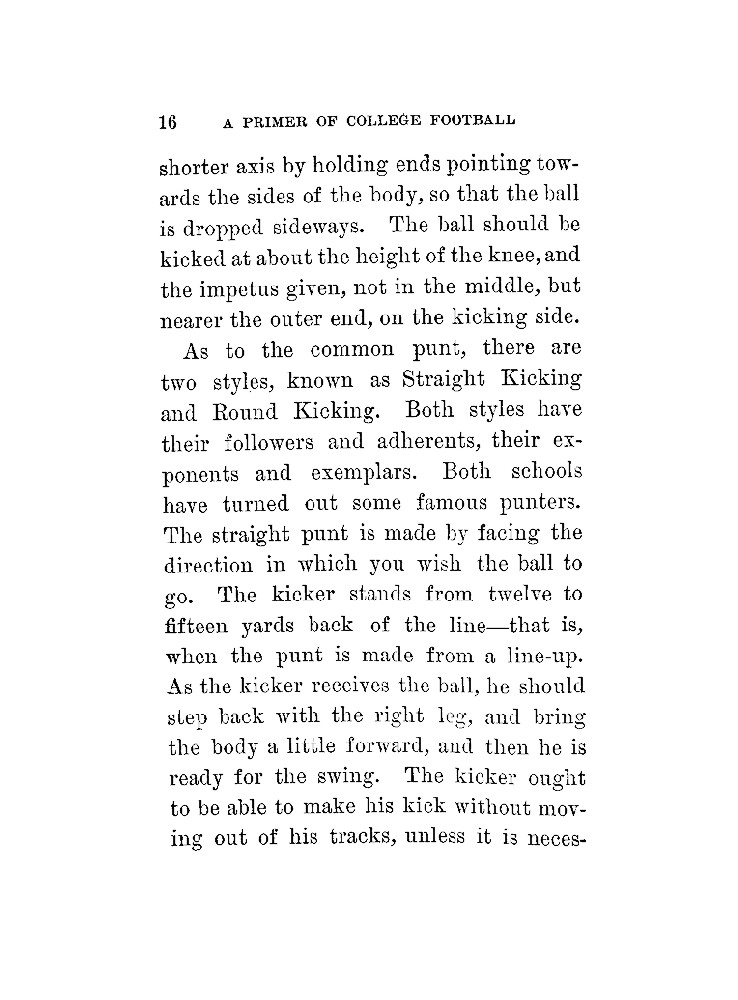 16 A PRIMER OF COLLEGE FOOTBALL
shorter axis by holding ends pointing tow-
ards the sides of the body, so that the ball
is dropped sideways. The ball should be
kicked at about the height of the knee, and
the impetus given, not in the middle, but
nearer the outer end, on the kicking side.
As to the common punt, there are
two styles, known as Straight Kicking
and Round Kicking. Both styles have
their followers and adherents, their ex-
ponents and exemplars. Both schools
have turned out some famous punters.
The straight punt is made by facing the
direction in which you wish the ball to
go. The kicker stands from twelve to
fifteen yards back of the line—that is,
when the punt is made from a line-up.
As the kicker receives the ball, he should
step back with the right leg, and bring
the body a little forward, and then he is
ready for the swing. The kicker ought
to be able to make his kick without mov-
ing out of his tracks, unless it is neces-